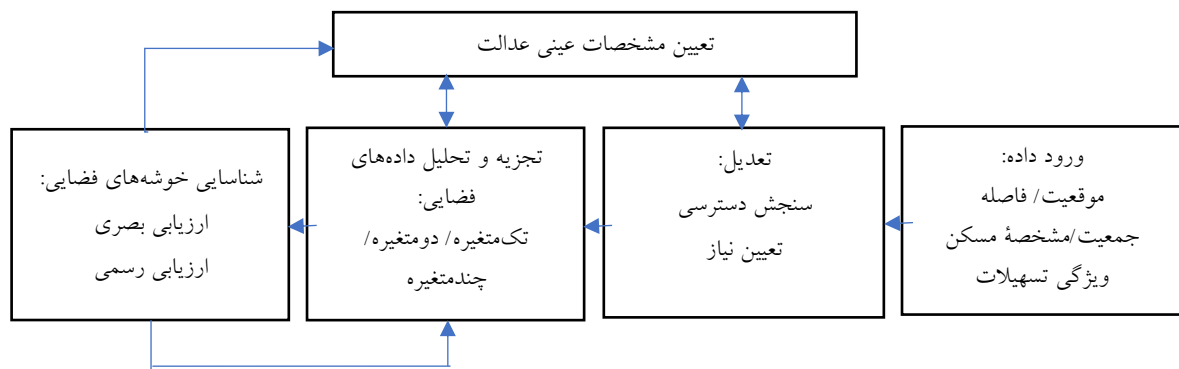 تعیین مشخصات عینی عدالت
ورود داده:
موقعیت/ فاصله
جمعیت/مشخصۀ مسکن
ویژگی تسهیلات
تعدیل:
سنجش دسترسی
تعیین نیاز
تجزیه و تحلیل داده‌های
فضایی:
تک‌متغیره/ دومتغیره/
چندمتغیره
شناسایی خوشه‌های فضایی:
ارزیابی بصری
ارزیابی رسمی